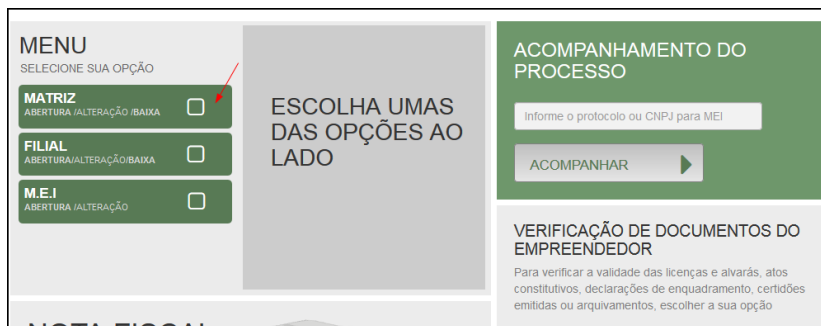 MENU
SELECIONE SUA OPÇÃO
MATRIZ
ABERTURA /ALTERAÇÃO /BAIXA
FILIAL
ABERTURA/ALTERAÇÃO/BAIXA
M.E.I
ABERTURA /ALTERAÇÃO
ESCOLHA UMAS
DAS OPÇÕES AO
LADO
ACOMPANHAMENTO DO
PROCESSO
Informe o protocolo ou CNPJ para MEI
ACOMPANHAR
VERIFICAÇÃO DE DOCUMENTOS DO
EMPREENDEDOR
Para verificar a validade das licenças e alvarás, atos
constitutivos, declarações de enquadramento, certidões
emitidas ou arquivamentos, escolher a sua opção
NOTA FISCAL